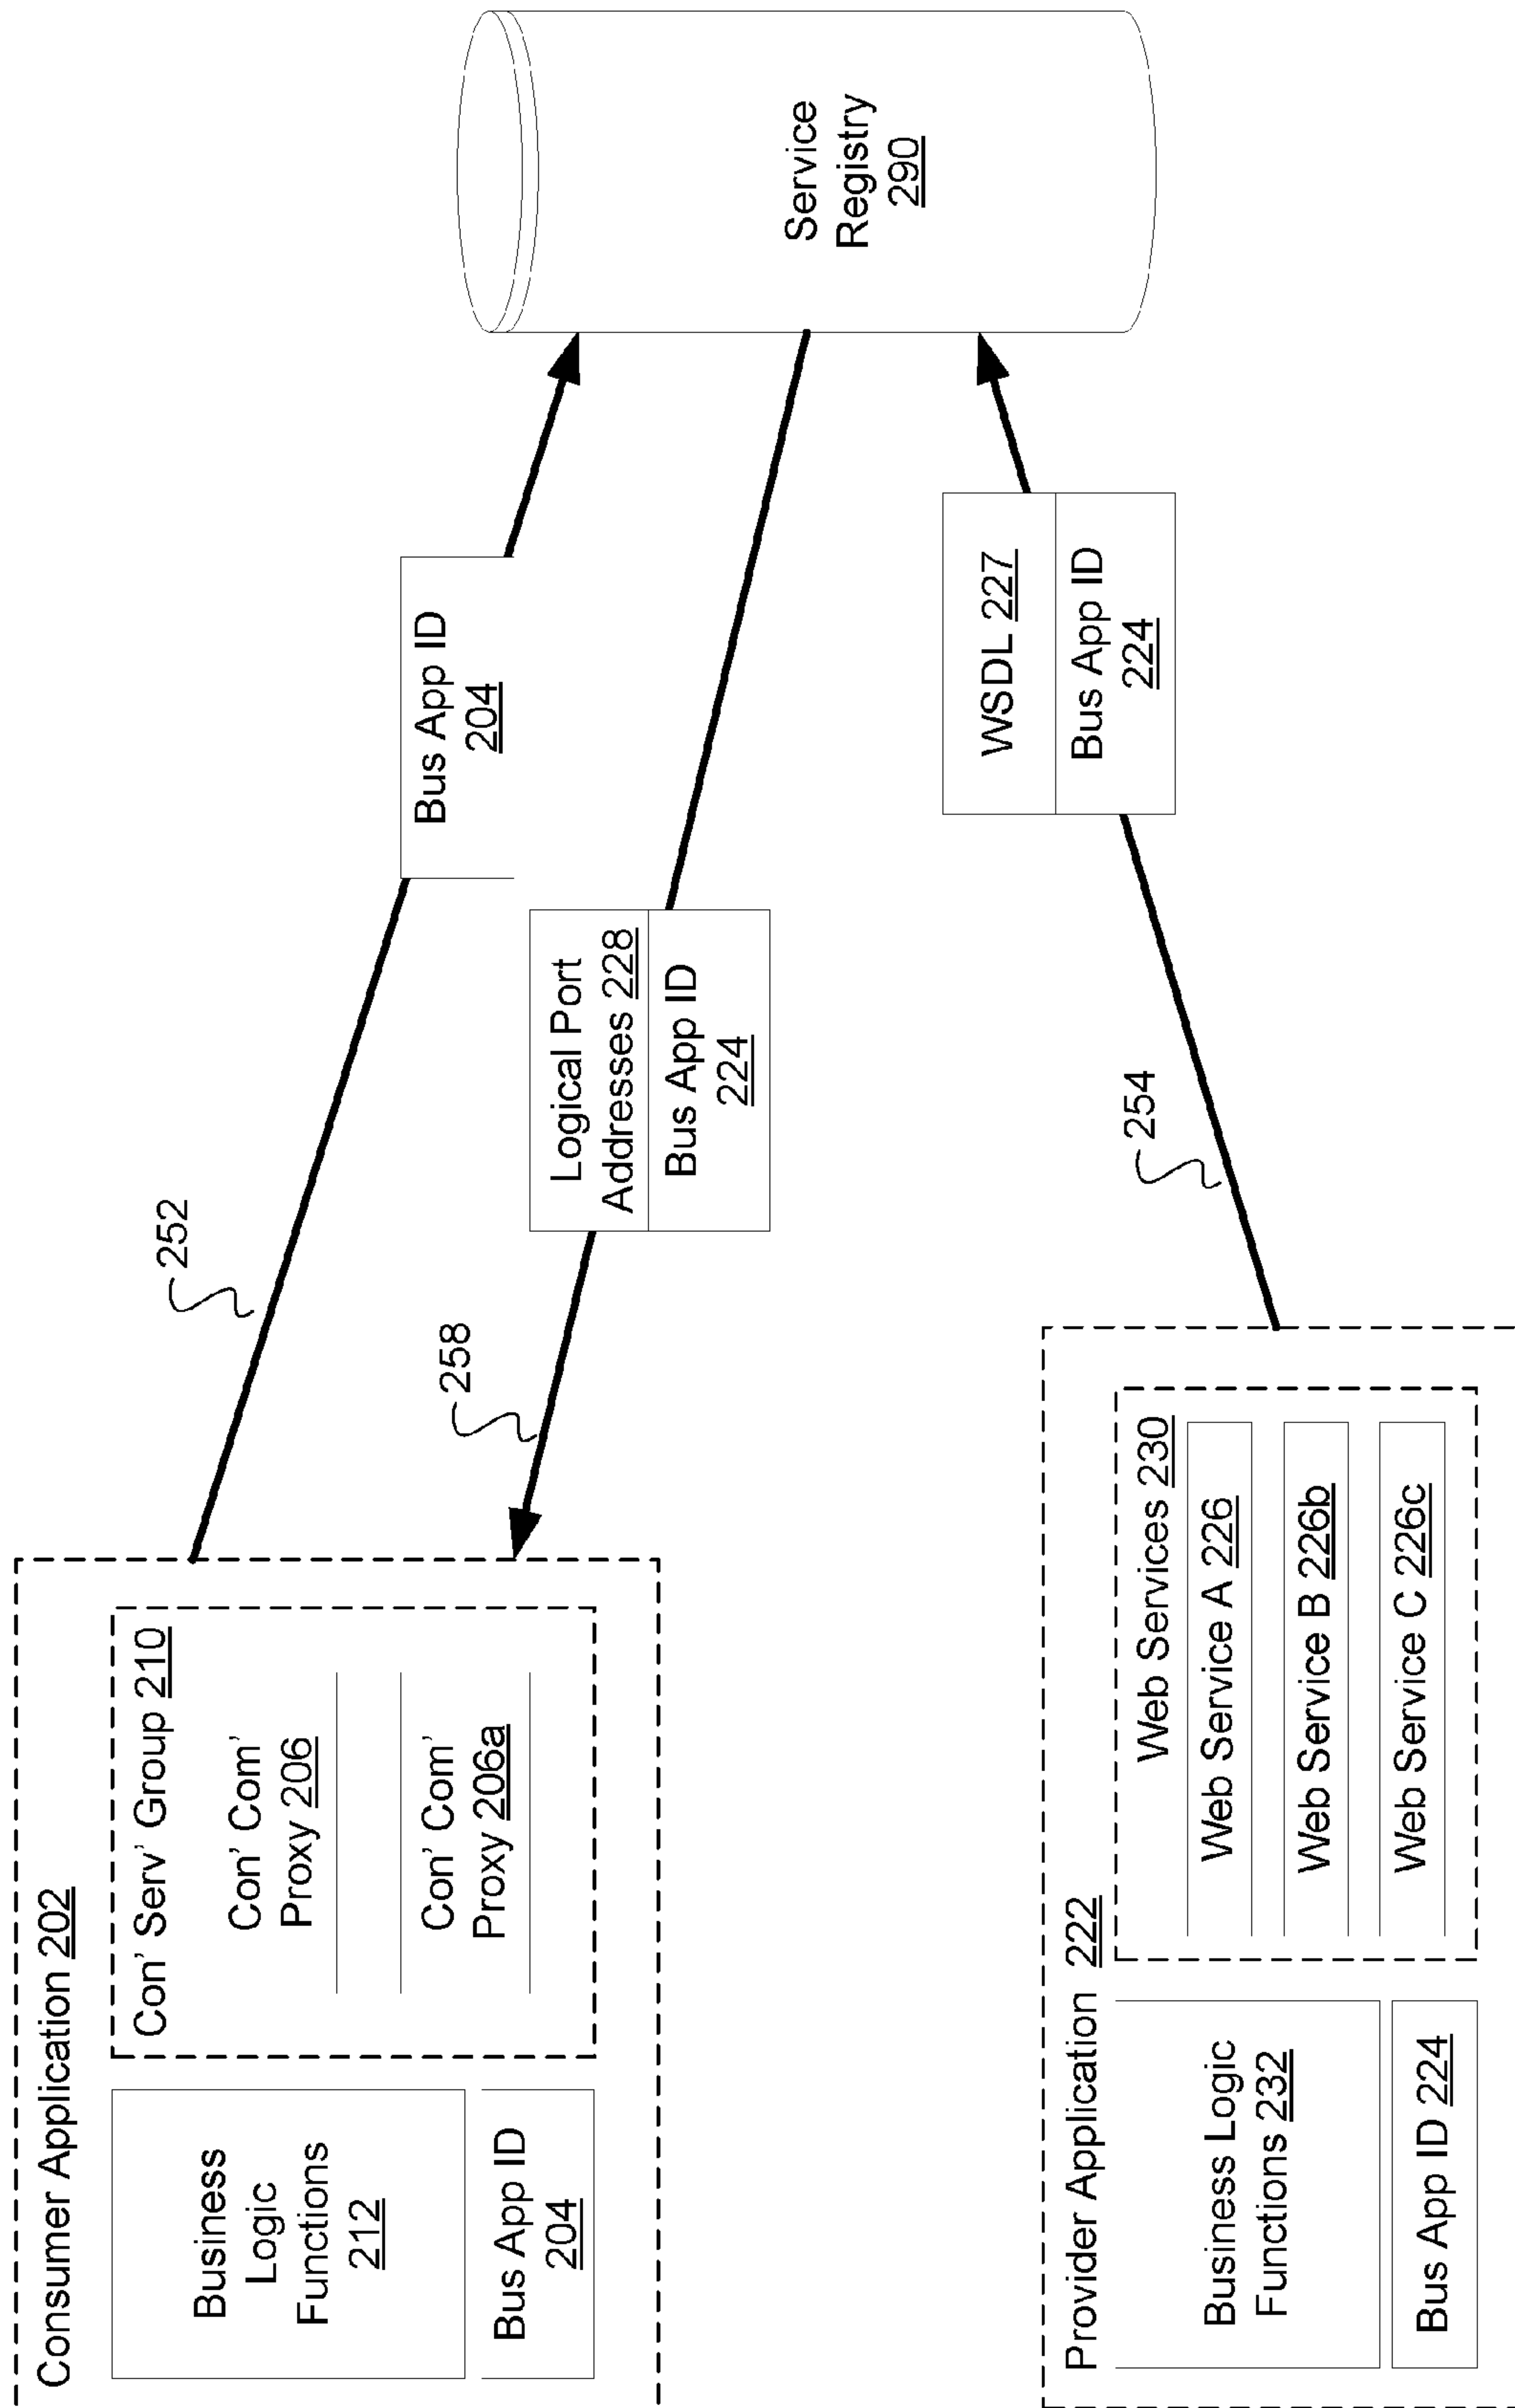 Consumer Application 202
Business
Logic
Functions
212
Bus App ID
204
Con' Serv' Group 210
Con' Com'
Proxy 206
Con' Com'
Proxy 206a
252
258
Bus App ID
204
Logical Port
Addresses 228
Bus App ID
224
Service
Registry
290
WSDL 227
Bus App ID
224
254
Provider Application 222
Business Logic
Functions 232
Bus App ID 224
Web Services 230
Web Service A 226
Web Service B 226b
Web Service C 226c